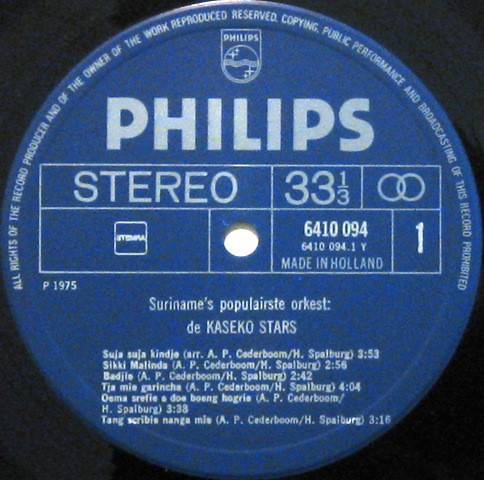 ALL RIGHTS OF THE RECORD PRODUCER AND OF THE OWNER OF THE WORK REPRODUCED RESERVED. COPYING, PUBLIC PERFORMANCE AND BROADCASTING OF THIS RECORD PROHIBITED
PHILIPS
PHILIPS
STEREO 33 1/3
STEMRA
6410 094
6410 094.1 Y
MADE IN HOLLAND
1
P 1975
Suriname's populairste orkest:
de KASEKO STARS
Suja suja kindje (arr. A. P. Cederboom/H. Spalburg) 3:53
Sikki Malinda (A. P. Cederboom/H. Spalburg) 2:56
Badjie (A. P. Cederboom/H. Spalburg) 2:42
Tja mie garincha (A. P. Cederboom/H. Spalburg) 4:04
Oema srefie e doe boeng hogrie (A. P. Cederboom/
H. Spalburg) 3:38
Tang scribie nanga mie (A. P. Cederboom/H. Spalburg) 3:16